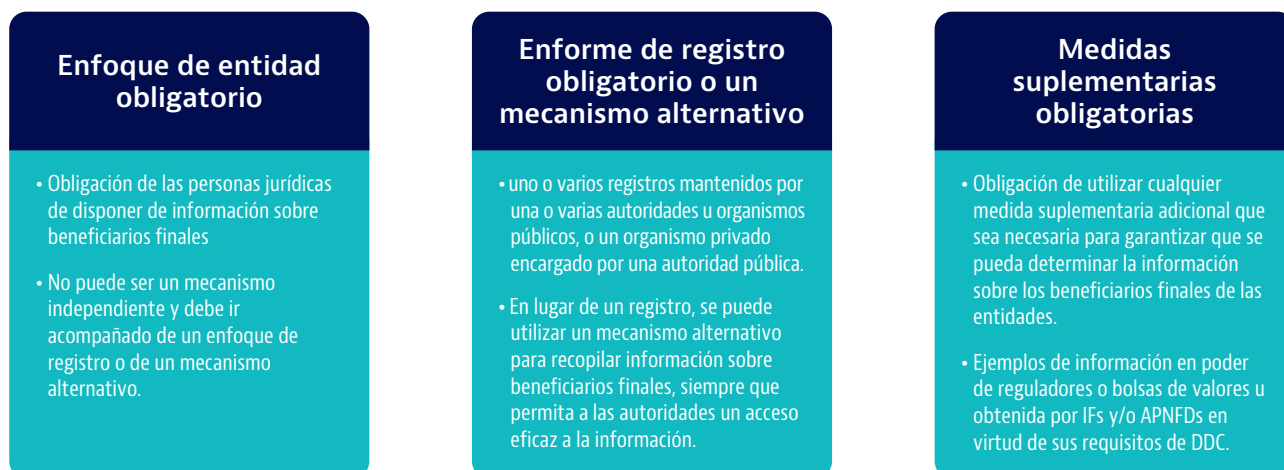 Enfoque de entidad
obligatorio
• Obligación de las personas jurídicas
de disponer de información sobre
beneficiarios finales
• No puede ser un mecanismo
independiente y debe ir
acompañado de un enfoque de
registro o de un mecanismo
alternativo.
Enforme de registro
obligatorio o un
mecanismo alternativo
• uno o varios registros mantenidos por
una o varias autoridades u organismos
públicos, o un organismo privado
encargado por una autoridad pública.
• En lugar de un registro, se puede
utilizar un mecanismo alternativo
para recopilar información sobre
beneficiarios finales, siempre que
permita a las autoridades un acceso
eficaz a la información.
Medidas
suplementarias
obligatorias
• Obligación de utilizar cualquier
medida suplementaria adicional que
sea necesaria para garantizar que se
pueda determinar la información
sobre los beneficiarios finales de las
entidades.
• Ejemplos de información en poder
de reguladores o bolsas de valores u
obtenida por IFs y/o APNFDs en
virtud de sus requisitos de DDC.